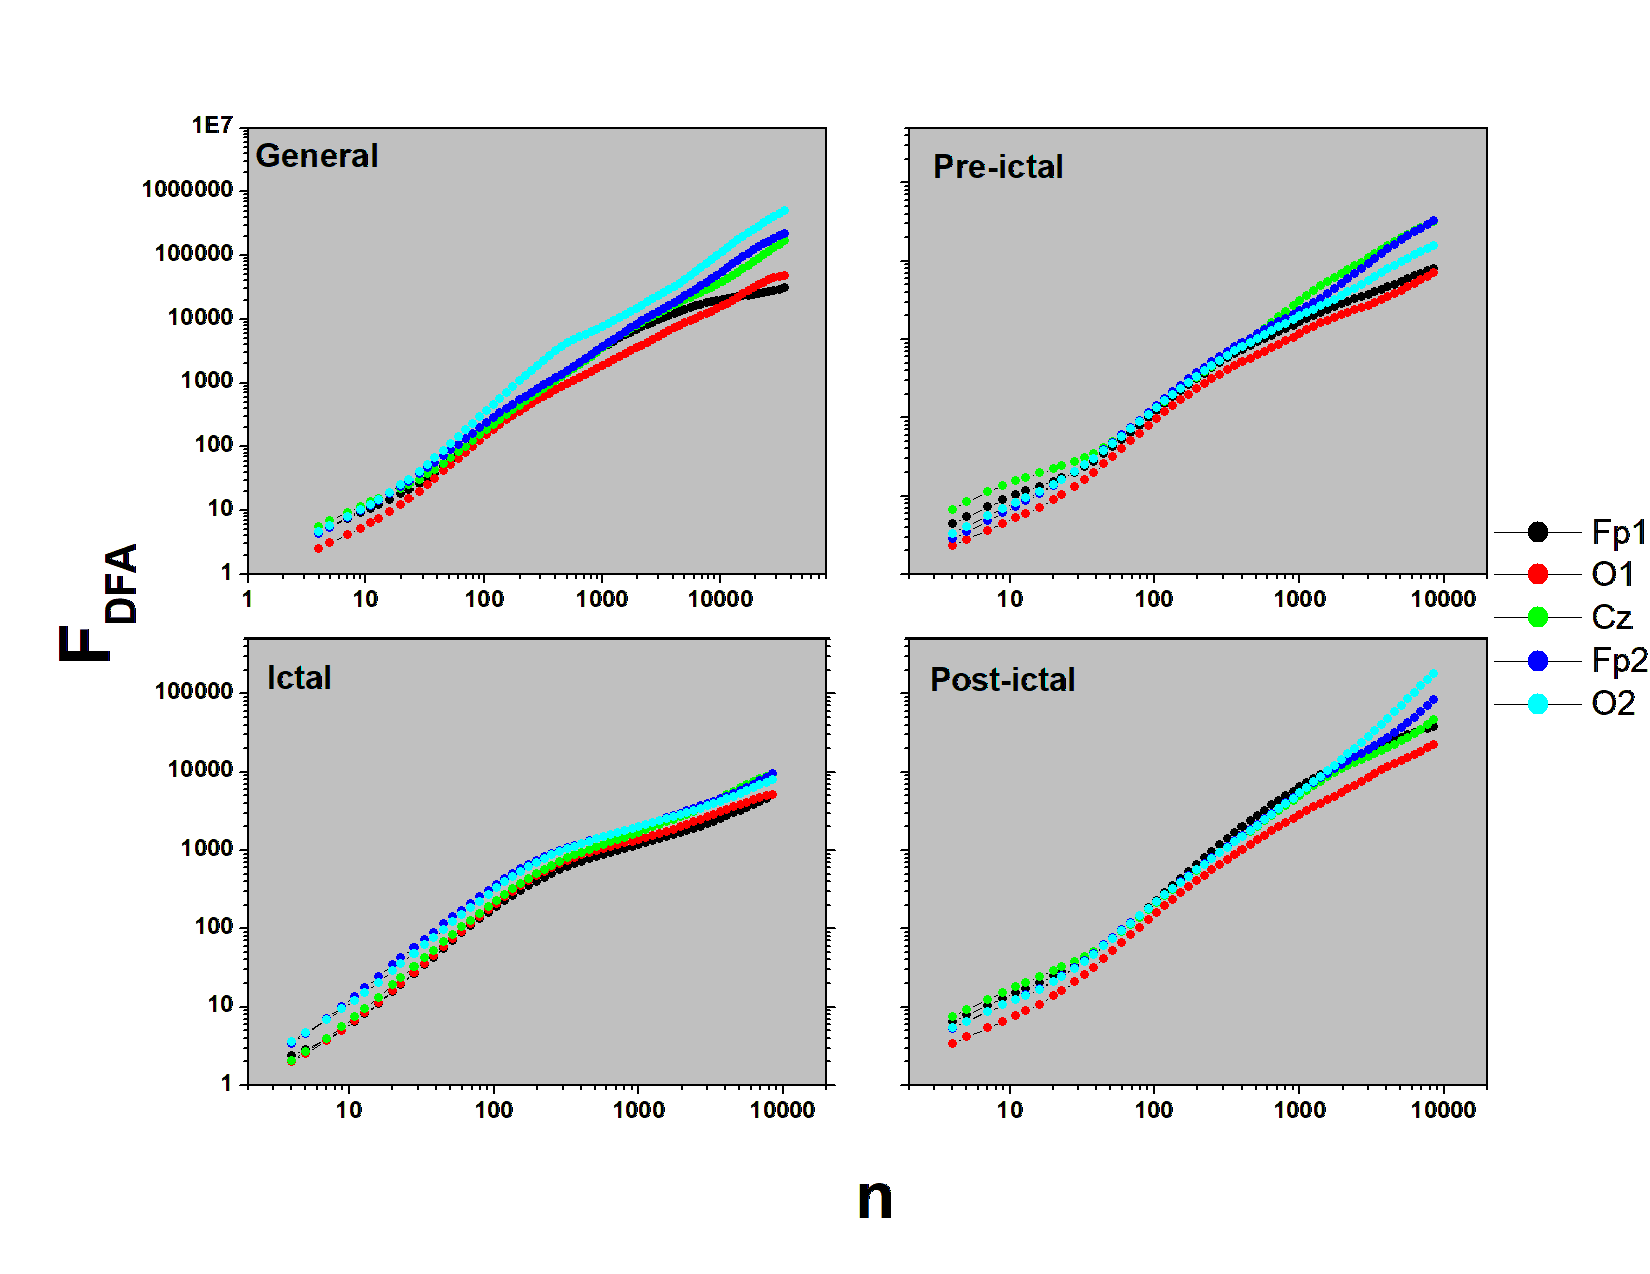 General
1E7
1000000
100000
10000
1000
100
10
1
1 10 100 1000 10000
Pre-ictal
10 100 1000 10000
F DFA
Ictal
100000
10000
1000
100
10
1
10 100 1000 10000
Post-ictal
10 100 1000 10000
n
Fp1
O1
Cz
Fp2
O2